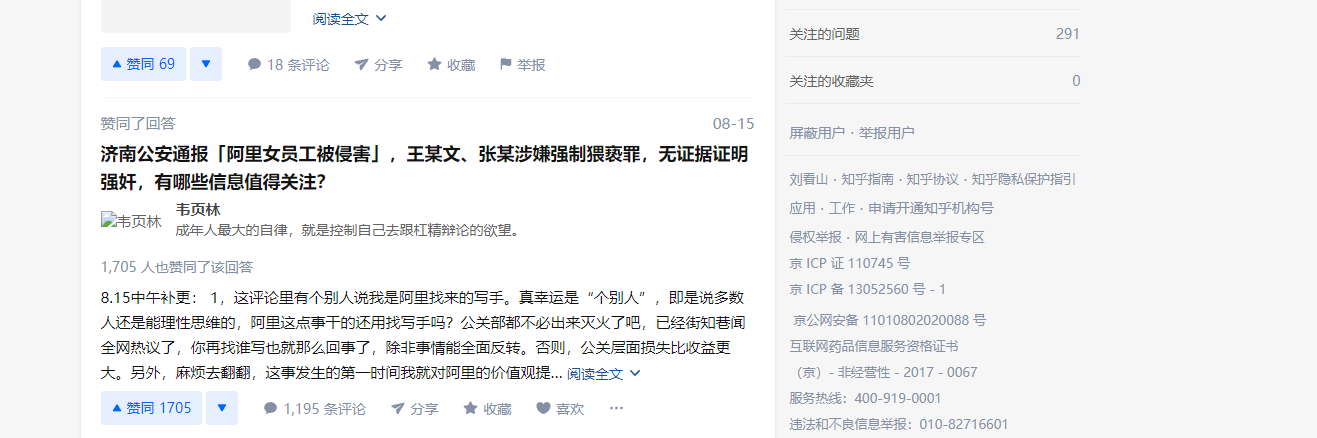 阅读全文
赞同 69
18 条评论
分享
收藏
举报
赞同了回答
08-15
济南公安通报「阿里女员工被侵害」，王某文、张某涉嫌强制猥亵罪，无证据证明
强奸，有哪些信息值得关注？
韦页林
韦页林
成年人最大的自律，就是控制自己去跟杠精辩论的欲望。
1,705 人也赞同了该回答
8.15中午补更： 1，这评论里有个别人说我是阿里找来的写手。真幸运是“个别人”，即是说多数
人还是能理性思维的，阿里这点事干的还用找写手吗？公关部都不必出来灭火了吧，已经街知巷闻
全网热议了，你再找谁写也就那么回事了，除非事情能全面反转。否则，公关层面损失比收益更
大。另外，麻烦去翻翻，这事发生的第一时间我就对阿里的价值观提... 阅读全文
赞同 1705
1,195 条评论
分享
收藏
喜欢
关注的问题
291
关注的收藏夹
0
屏蔽用户 · 举报用户
刘看山 · 知乎指南 · 知乎协议 · 知乎隐私保护指引
应用 · 工作 · 申请开通知乎机构号
侵权举报 · 网上有害信息举报专区
京 ICP 证 110745 号
京 ICP 备 13052560 号 - 1
京公网安备 11010802020088 号
互联网药品信息服务资格证书
（京）- 非经营性 - 2017 - 0067
服务热线：400-919-0001
违法和不良信息举报：010-82716601